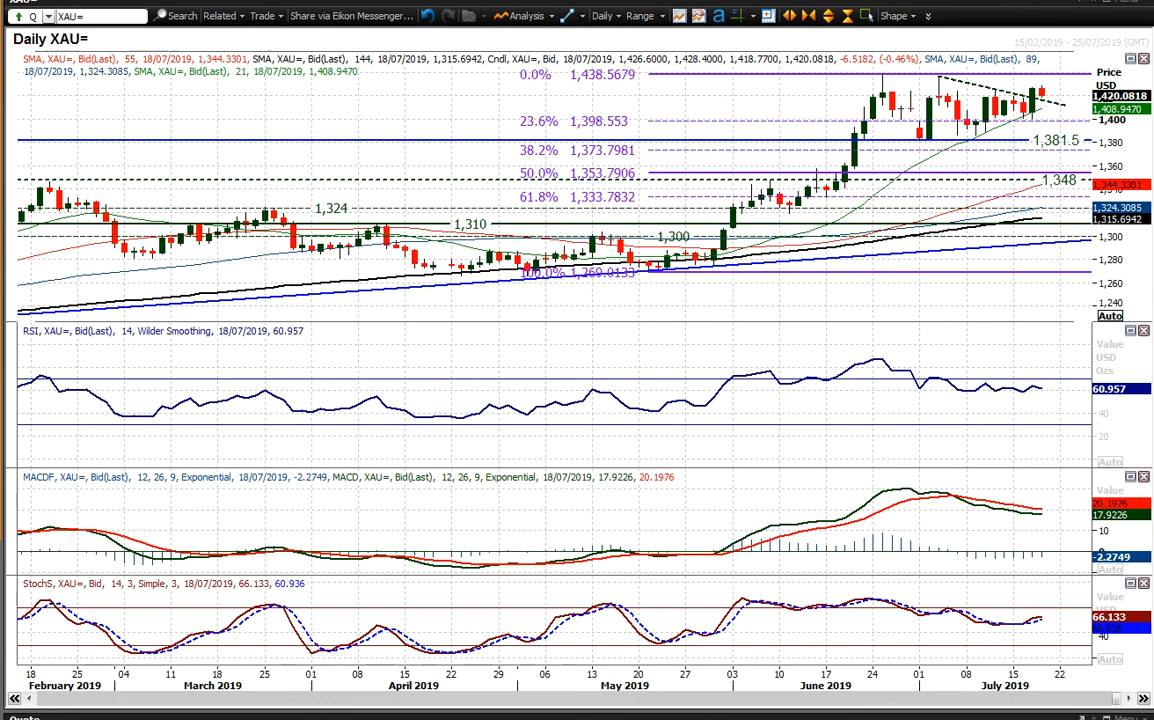 Q XAU= Search Related Trade Share via Eikon Messenger... Analysis Daily Range Shape
Daily XAU=
15/02/2019 - 25/07/2019 (GMT)
SMA, XAU=, Bid(Last), 55, 18/07/2019, 1,344.3301, SMA, XAU=, Bid(Last), 144, 18/07/2019, 1,315.6942, Cndl, XAU=, Bid, 18/07/2019, 1,426.6000, 1,428.4000, 1,418.7700, 1,420.0818, -6.5182, (-0.46%), SMA, XAU=, Bid(Last), 89,
18/07/2019, 1,324.3085, SMA, XAU=, Bid(Last), 21, 18/07/2019, 1,408.9470
Price
USD
0.0% 1,438.5679
1,420.0818
1,408.9470
23.6% 1,398.553
1,400
1,381.5
1,380
38.2% 1,373.7981
1,360
50.0% 1,353.7906
1,348
1,344.3301
61.8% 1,333.7832
1,324
1,324.3085
1,315.6942
1,310
1,300
1,300
1,280
100.0% 1,269.0133
1,260
1,240
Auto
RSI, XAU=, Bid(Last), 14, Wilder Smoothing, 18/07/2019, 60.957
Value
USD
Ozs
60.957
40
20
Auto
MACDF, XAU=, Bid(Last), 12, 26, 9, Exponential, 18/07/2019, -2.2749, MACD, XAU=, Bid(Last), 12, 26, 9, Exponential, 18/07/2019, 17.9226, 20.1976
Value
20.1976
17.9226
10
-2.2749
Auto
StochS, XAU=, Bid, 14, 3, Simple, 3, 18/07/2019, 66.133, 60.936
Value
USD
66.133
40
Auto
18 25 04 11 18 25 01 08 15 22 29 06 13 20 27 03 10 17 24 01 08 15 22
February 2019 March 2019 April 2019 May 2019 June 2019 July 2019